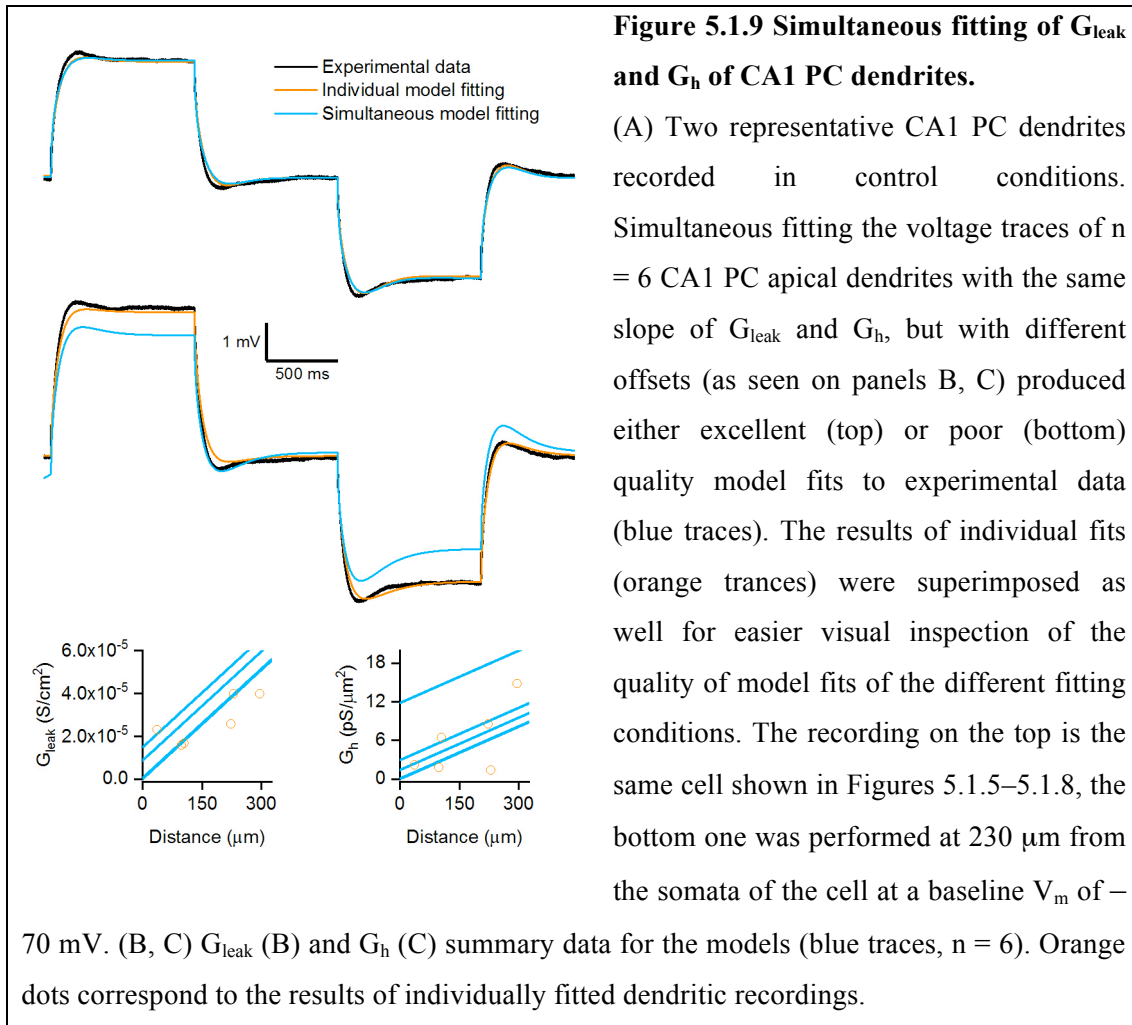 Experimental data
Individual model fitting
Simultaneous model fitting
1 mV
500 ms
6.0x10⁻⁵
4.0x10⁻⁵
2.0x10⁻⁵
0.0
G_leak (S/cm²)
0
150
300
Distance (μm)
18
12
6
0
G_h (pS/μm²)
0
150
300
Distance (μm)
Figure 5.1.9 Simultaneous fitting of G_leak
and G_h of CA1 PC dendrites.
(A) Two representative CA1 PC dendrites
recorded in control conditions.
Simultaneous fitting the voltage traces of n
= 6 CA1 PC apical dendrites with the same
slope of G_leak and G_h, but with different
offsets (as seen on panels B, C) produced
either excellent (top) or poor (bottom)
quality model fits to experimental data
(blue traces). The results of individual fits
(orange trances) were superimposed as
well for easier visual inspection of the
quality of model fits of the different fitting
conditions. The recording on the top is the
same cell shown in Figures 5.1.5–5.1.8, the
bottom one was performed at 230 μm from
the somata of the cell at a baseline V_m of –
70 mV. (B, C) G_leak (B) and G_h (C) summary data for the models (blue traces, n = 6). Orange
dots correspond to the results of individually fitted dendritic recordings.